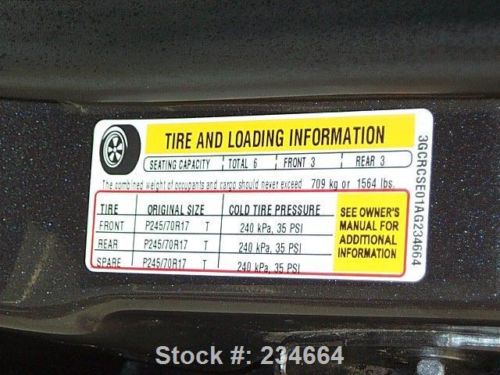 TIRE AND LOADING INFORMATION
SEATING CAPACITY TOTAL 6 FRONT 3 REAR 3
The combined weight of occupants and cargo should never exceed 709 kg or 1564 lbs.
TIRE ORIGINAL SIZE COLD TIRE PRESSURE
FRONT P245/70R17 T 240 kPa, 35 PSI
REAR P245/70R17 T 240 kPa, 35 PSI
SPARE P245/70R17 T 240 kPa, 35 PSI
SEE OWNER'S
MANUAL FOR
ADDITIONAL
INFORMATION
3GCRCSE01AG234664
Stock #: 234664